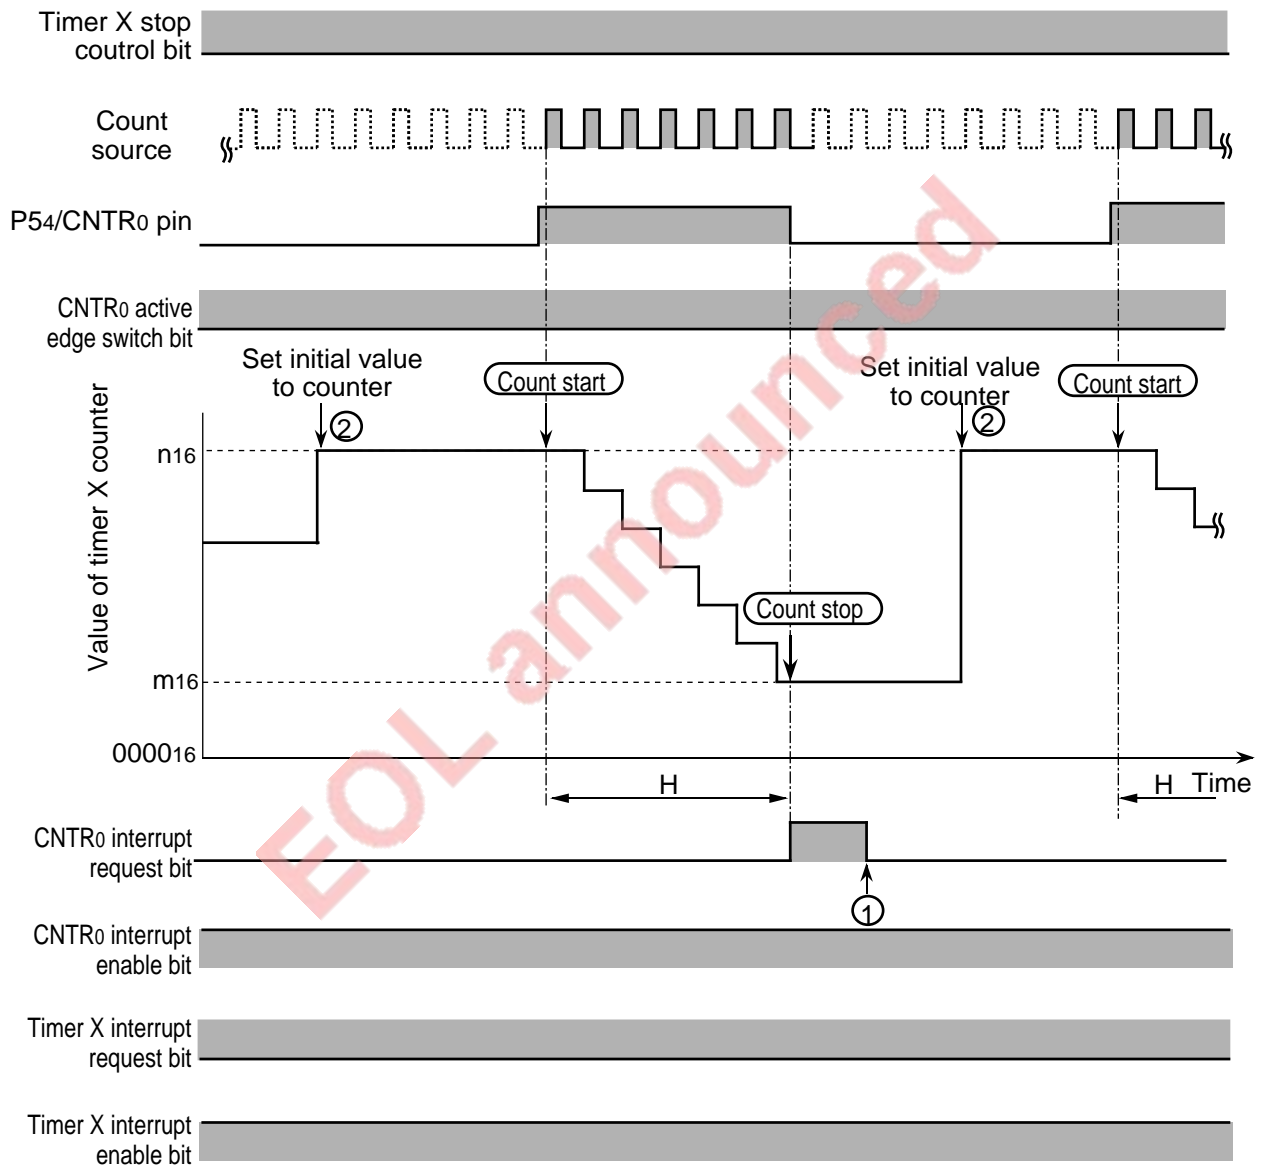 Timer X stop
coutrol bit
Count
source
P54/CNTR0 pin
CNTR0 active
edge switch bit
Set initial value
to counter
②
Count start
Set initial value
to counter
②
Count start
Value of timer X counter
n16
Count stop
m16
000016
H
H
Time
CNTR0 interrupt
request bit
①
CNTR0 interrupt
enable bit
Timer X interrupt
request bit
Timer X interrupt
enable bit
EOL announced